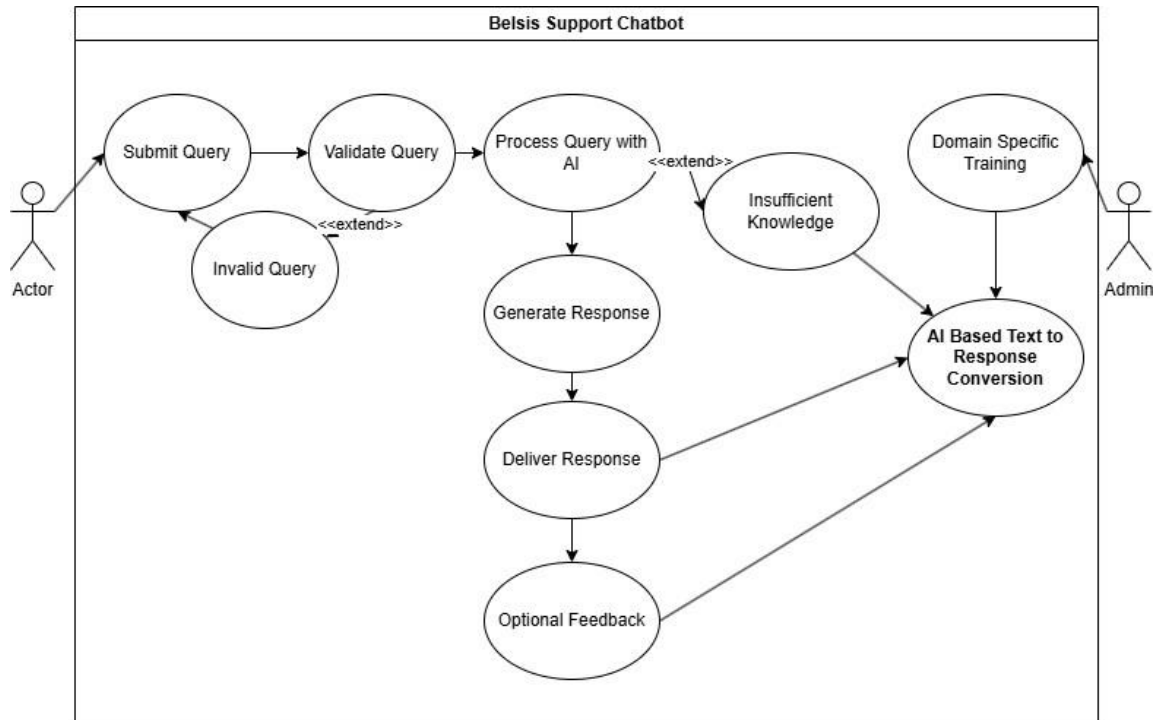 Belsis Support Chatbot
Submit Query
Validate Query
Process Query with
AI
<<extend>>
Domain Specific
Training
Insufficient
Knowledge
<<extend>>
Invalid Query
Actor
Admin
Generate Response
AI Based Text to
Response
Conversion
Deliver Response
Optional Feedback